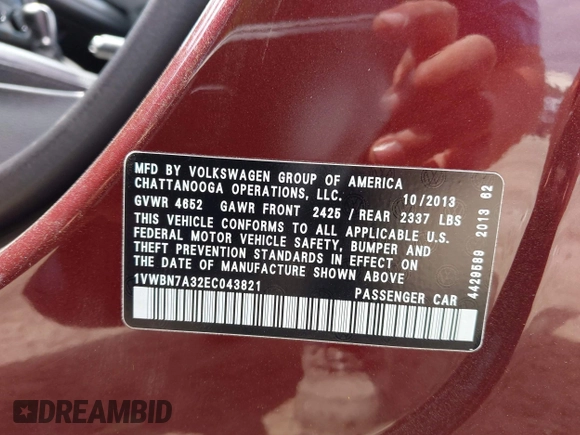 MFD BY VOLKSWAGEN GROUP OF AMERICA
CHATTANOOGA OPERATIONS, LLC. 10/2013
GVWR 4652 GAWR FRONT 2425 / REAR 2337 LBS
THIS VEHICLE CONFORMS TO ALL APPLICABLE U.S.
FEDERAL MOTOR VEHICLE SAFETY, BUMPER AND
THEFT PREVENTION STANDARDS IN EFFECT ON
THE DATE OF MANUFACTURE SHOWN ABOVE
1VWBN7A32EC043821 PASSENGER CAR
4429589 2013 62
DREAMBID